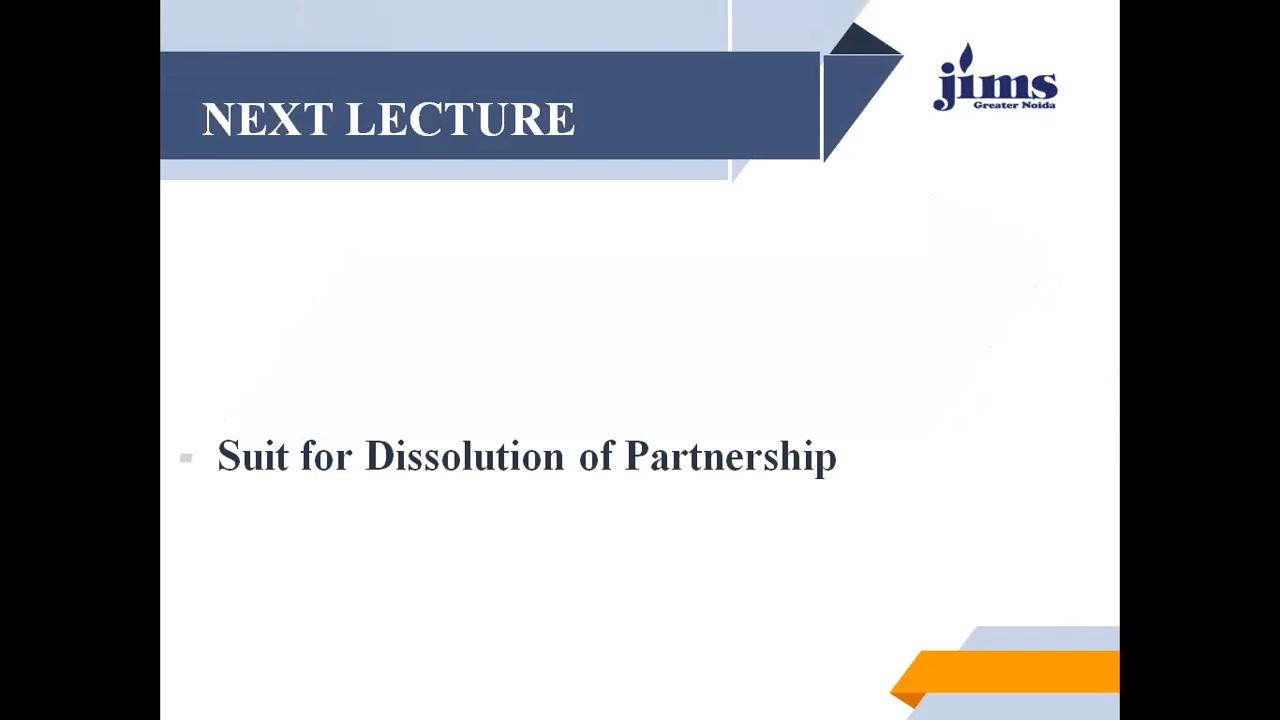 NEXT LECTURE
jims
Greater Noida
Suit for Dissolution of Partnership